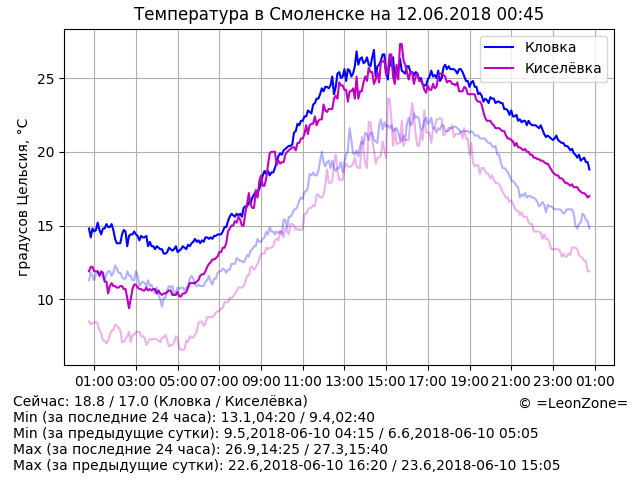 Температура в Смоленске на 12.06.2018 00:45
Кловка
Киселёвка
градусов Цельсия, °C
25
20
15
10
01:00 03:00 05:00 07:00 09:00 11:00 13:00 15:00 17:00 19:00 21:00 23:00 01:00
Сейчас: 18.8 / 17.0 (Кловка / Киселёвка)
© =LeonZone=
Min (за последние 24 часа): 13.1,04:20 / 9.4,02:40
Min (за предыдущие сутки): 9.5,2018-06-10 04:15 / 6.6,2018-06-10 05:05
Max (за последние 24 часа): 26.9,14:25 / 27.3,15:40
Max (за предыдущие сутки): 22.6,2018-06-10 16:20 / 23.6,2018-06-10 15:05